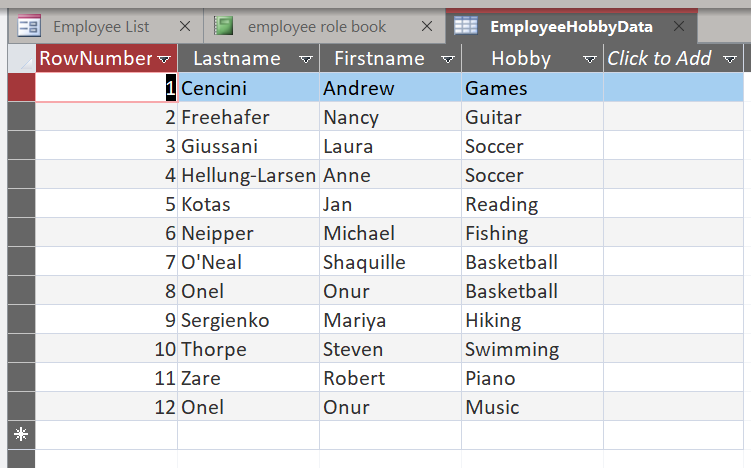 Employee List employee role book EmployeeHobbyData
RowNumber Lastname Firstname Hobby Click to Add
1 Cencini Andrew Games
2 Freehafer Nancy Guitar
3 Giussani Laura Soccer
4 Hellung-Larsen Anne Soccer
5 Kotas Jan Reading
6 Neipper Michael Fishing
7 O'Neal Shaquille Basketball
8 Onel Onur Basketball
9 Sergienko Mariya Hiking
10 Thorpe Steven Swimming
11 Zare Robert Piano
12 Onel Onur Music